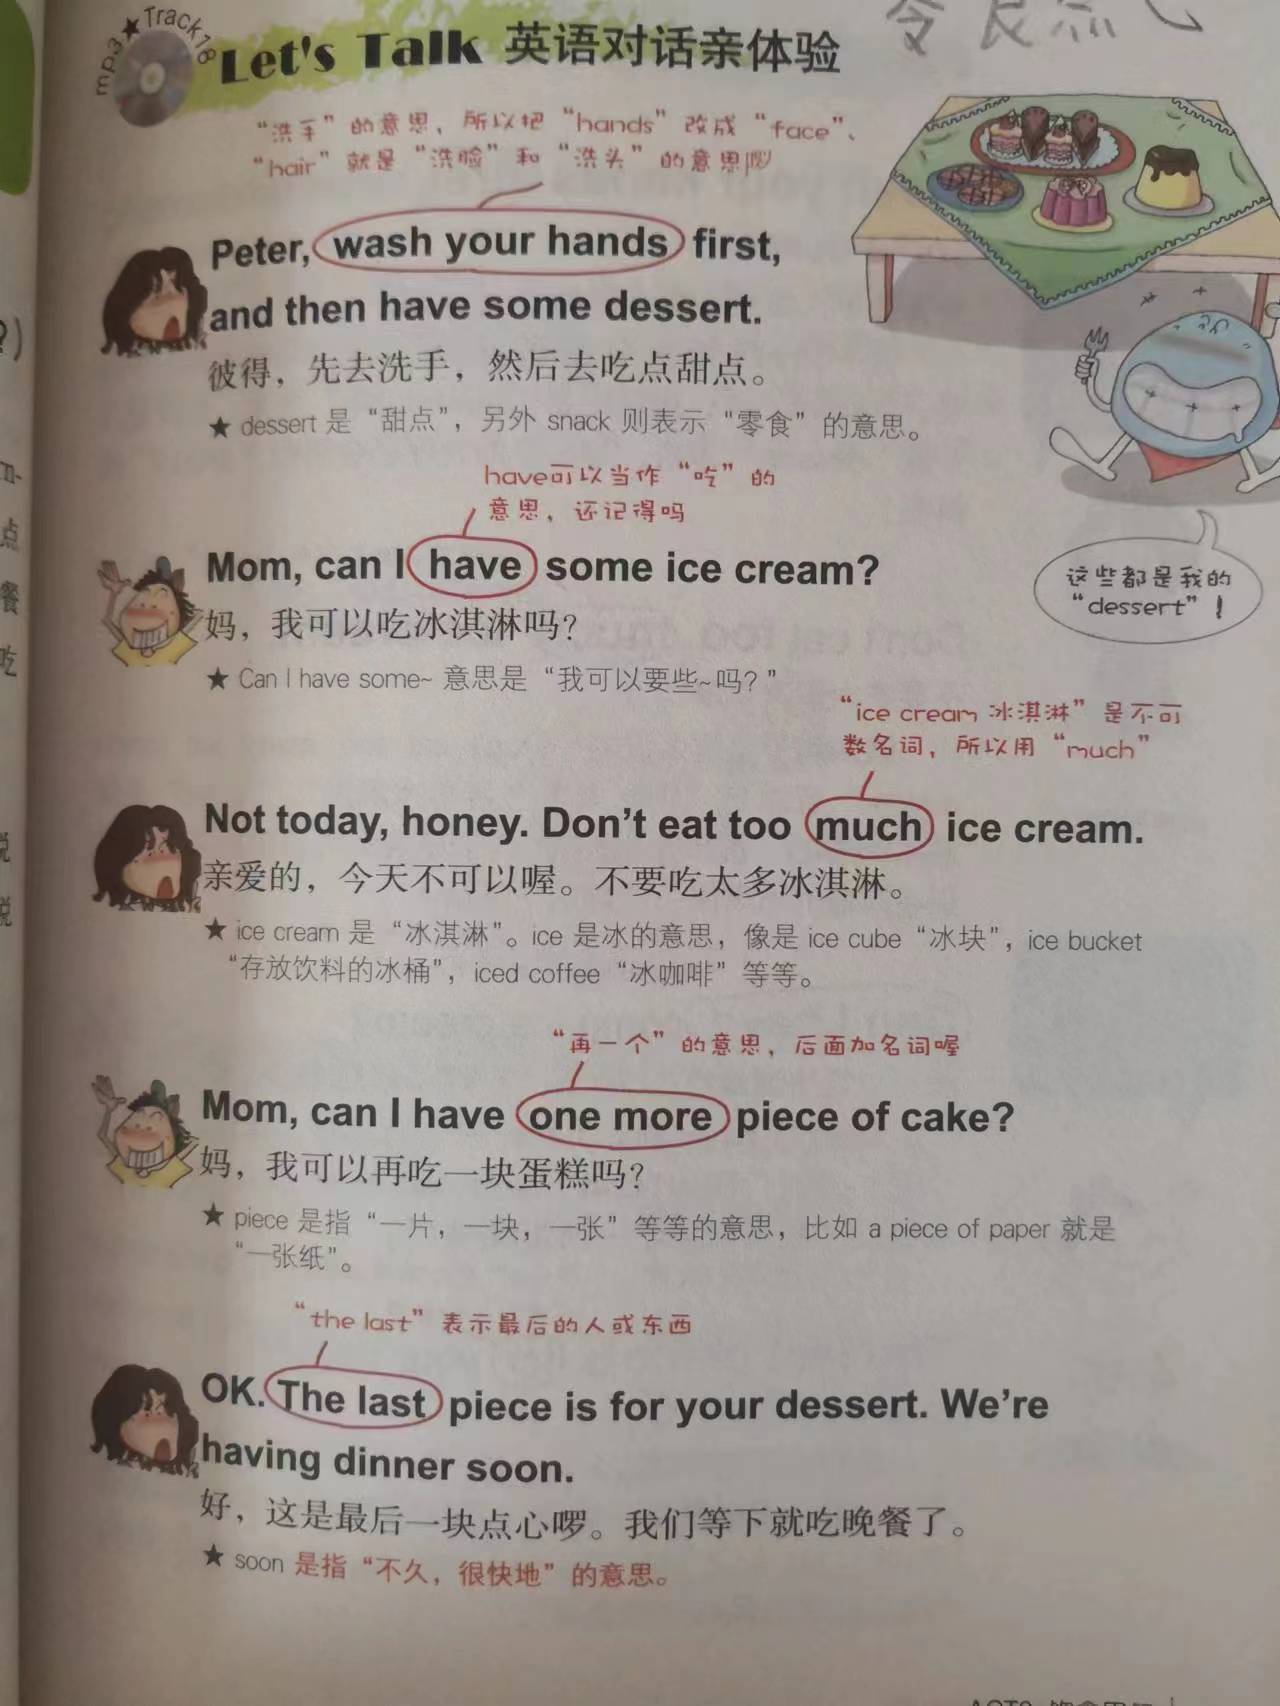 mp3★Track18
Let's Talk 英语对话亲体验
“洗手”的意思，所以把“hands”改成“face”、
“hair”就是“洗脸”和“洗头”的意思啰
Peter, wash your hands first,
and then have some dessert.
彼得，先去洗手，然后去吃点甜点。
★ dessert 是“甜点”，另外 snack 则表示“零食”的意思。
have可以当作“吃”的
意思，还记得吗
Mom, can I have some ice cream?
妈，我可以吃冰淇淋吗？
★ Can I have some~ 意思是“我可以要些~吗？”
这些都是我的
“dessert”！
“ice cream 冰淇淋”是不可
数名词，所以用“much”
Not today, honey. Don't eat too much ice cream.
亲爱的，今天不可以喔。不要吃太多冰淇淋。
★ ice cream 是“冰淇淋”。ice 是冰的意思，像是 ice cube“冰块”，ice bucket
“存放饮料的冰桶”，iced coffee“冰咖啡”等等。
“再一个”的意思，后面加名词喔
Mom, can I have one more piece of cake?
妈，我可以再吃一块蛋糕吗？
★ piece 是指“一片，一块，一张”等等的意思，比如 a piece of paper 就是
“一张纸”。
“the last”表示最后的人或东西
OK. The last piece is for your dessert. We're
having dinner soon.
好，这是最后一块点心啰。我们等下就吃晚餐了。
★ soon 是指“不久，很快地”的意思。